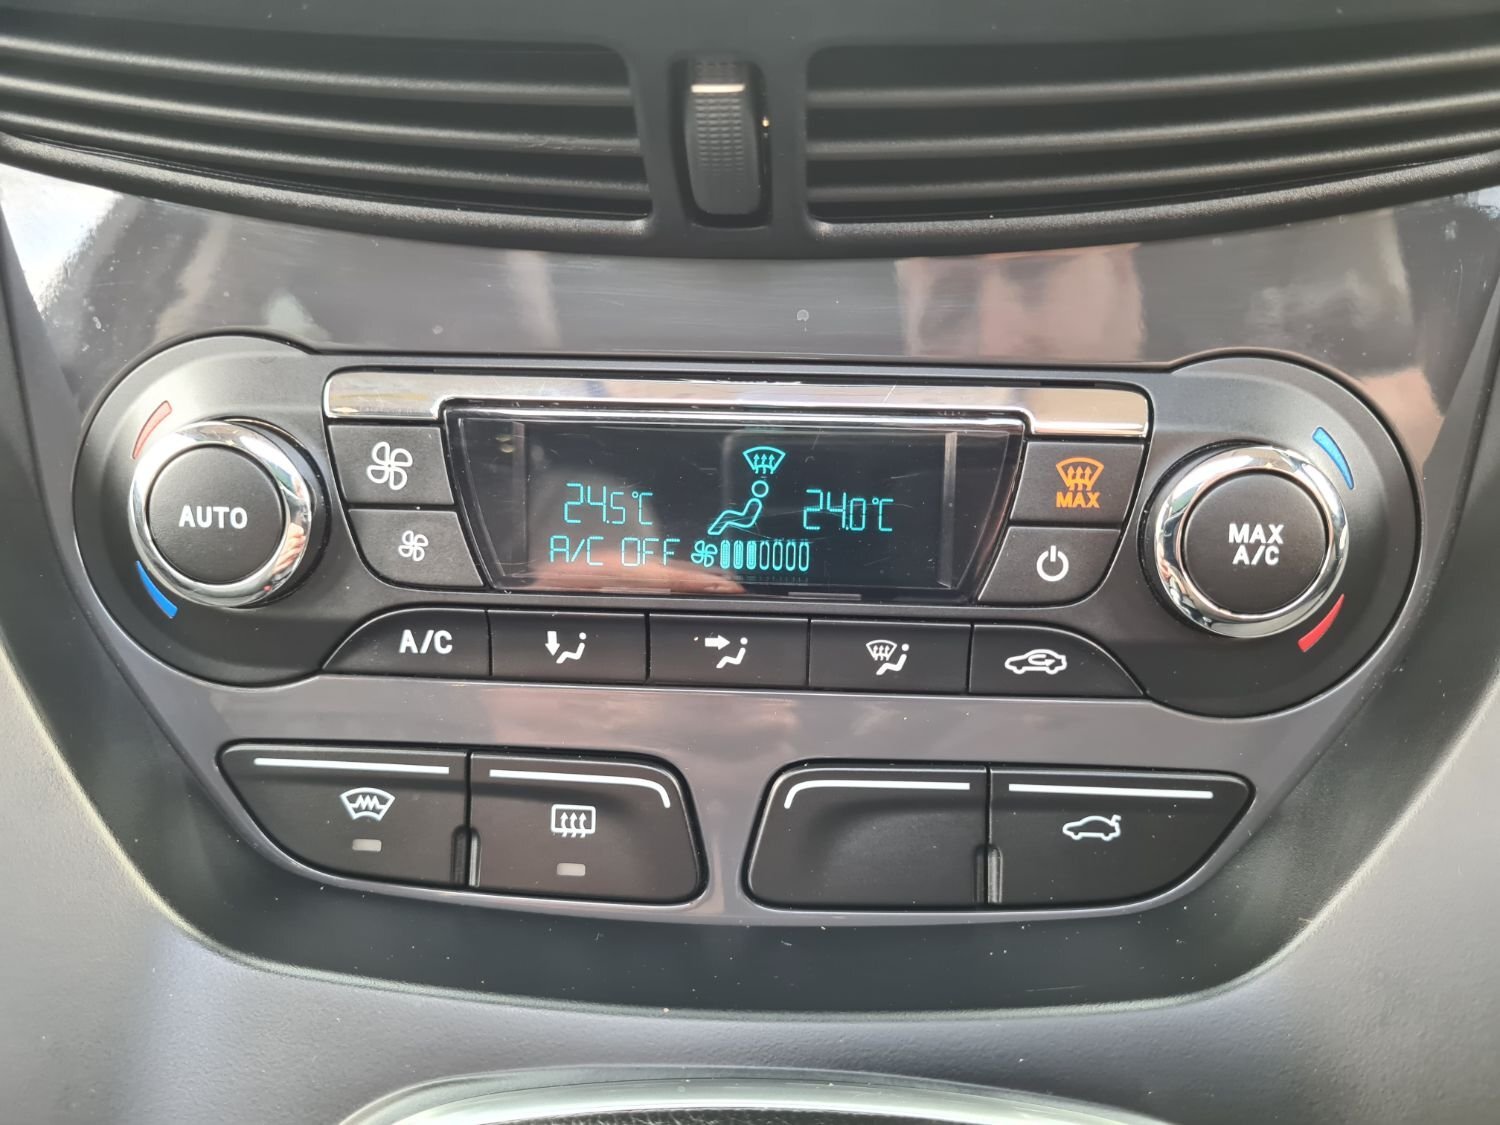 24.5°C
24.0°C
A/C OFF
AUTO
MAX
MAX
A/C
A/C